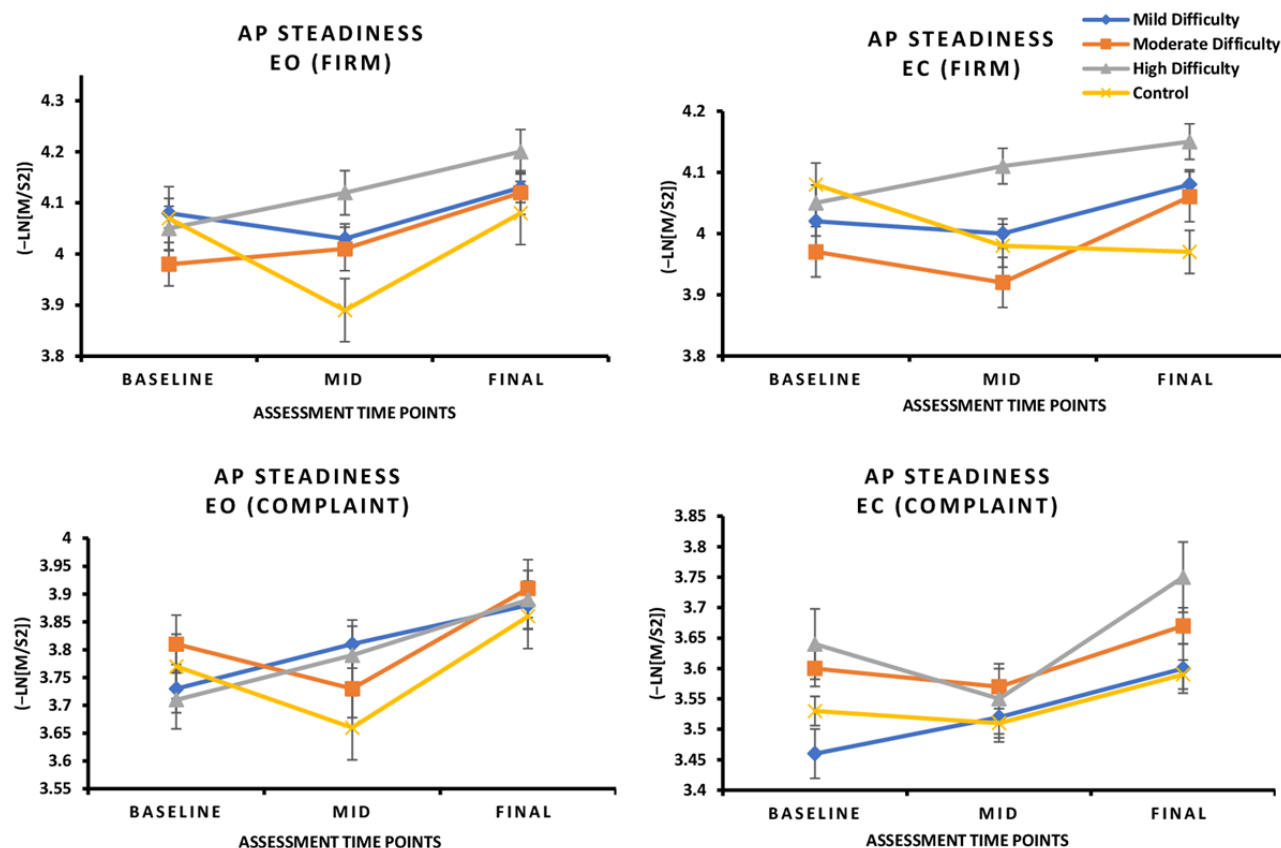 AP STEADINESS
EO (FIRM)
(–LN[M/S2])
4.3
4.2
4.1
4
3.9
3.8
BASELINE MID FINAL
ASSESSMENT TIME POINTS
AP STEADINESS
EC (FIRM)
Mild Difficulty
Moderate Difficulty
High Difficulty
Control
(–LN[M/S2])
4.2
4.1
4
3.9
3.8
BASELINE MID FINAL
ASSESSMENT TIME POINTS
AP STEADINESS
EO (COMPLAINT)
(–LN[M/S2])
4
3.95
3.9
3.85
3.8
3.75
3.7
3.65
3.6
3.55
BASELINE MID FINAL
ASSESSMENT TIME POINTS
AP STEADINESS
EC (COMPLAINT)
(–LN[M/S2])
3.85
3.8
3.75
3.7
3.65
3.6
3.55
3.5
3.45
3.4
BASELINE MID FINAL
ASSESSMENT TIME POINTS